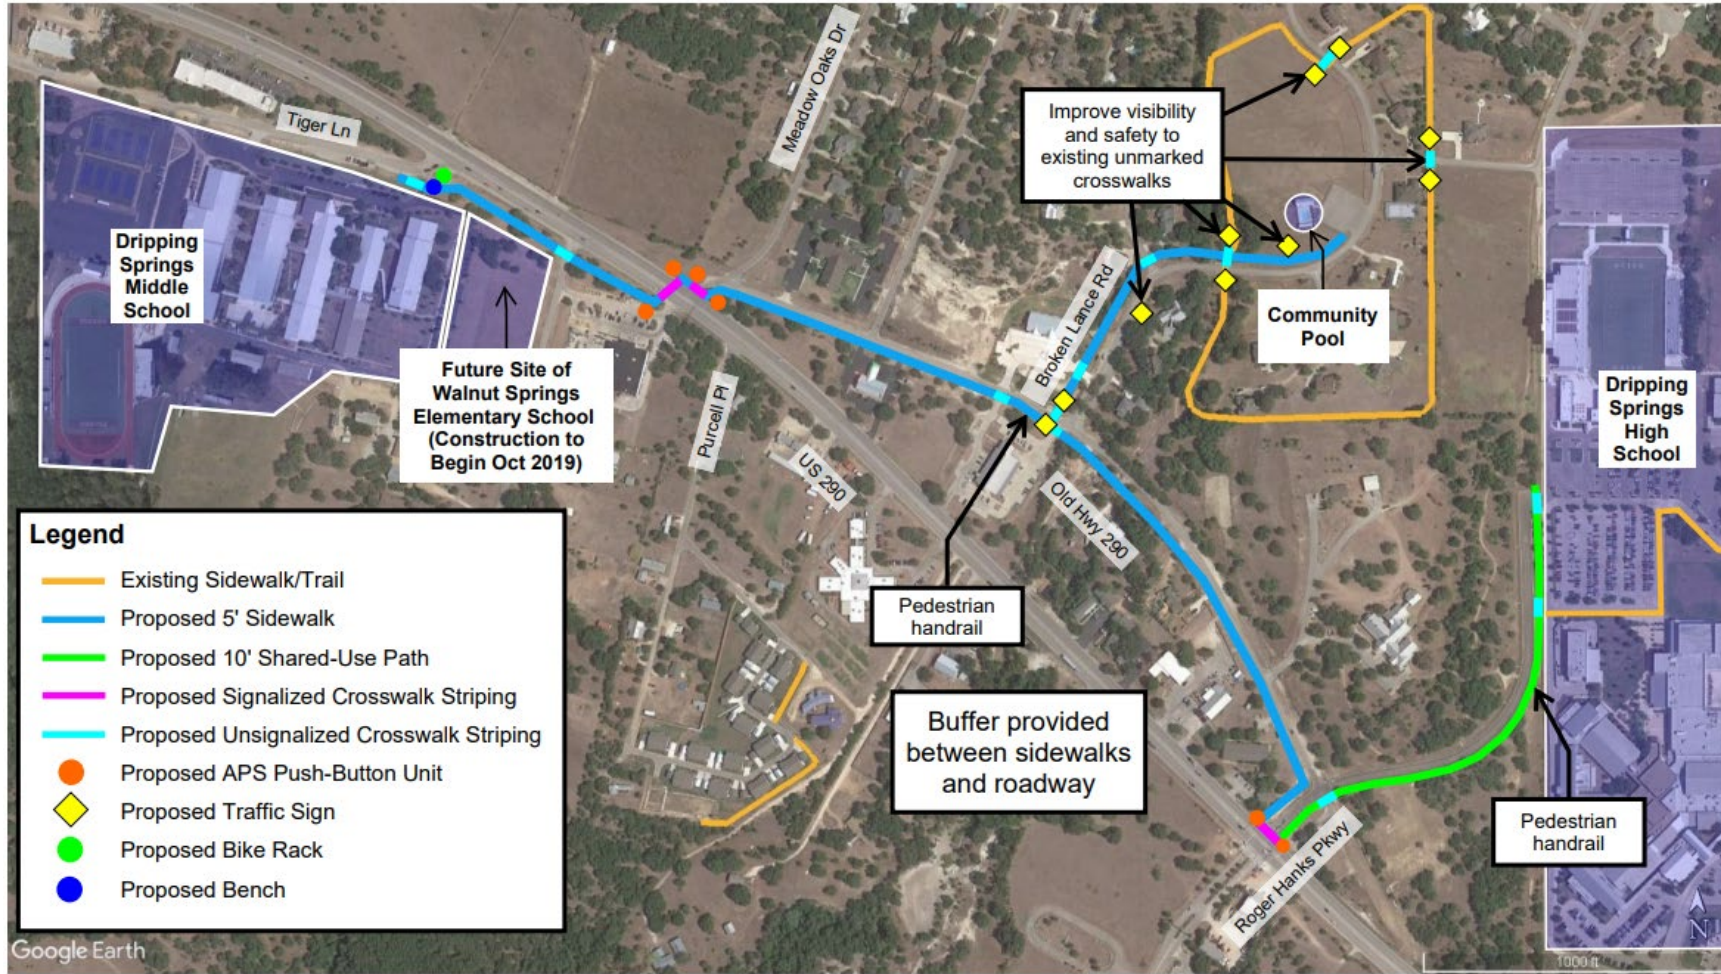 Meadow Oaks Dr
Tiger Ln
Improve visibility
and safety to
existing unmarked
crosswalks
Dripping
Springs
Middle
School
Broken Lance Rd
Community
Pool
Future Site of
Walnut Springs
Elementary School
(Construction to
Begin Oct 2019)
Purcell Pl
US 290
Old Hwy 290
Dripping
Springs
High
School
Pedestrian
handrail
Buffer provided
between sidewalks
and roadway
Roger Hanks Pkwy
Pedestrian
handrail
Legend
Existing Sidewalk/Trail
Proposed 5' Sidewalk
Proposed 10' Shared-Use Path
Proposed Signalized Crosswalk Striping
Proposed Unsignalized Crosswalk Striping
Proposed APS Push-Button Unit
Proposed Traffic Sign
Proposed Bike Rack
Proposed Bench
Google Earth
N
1000 ft